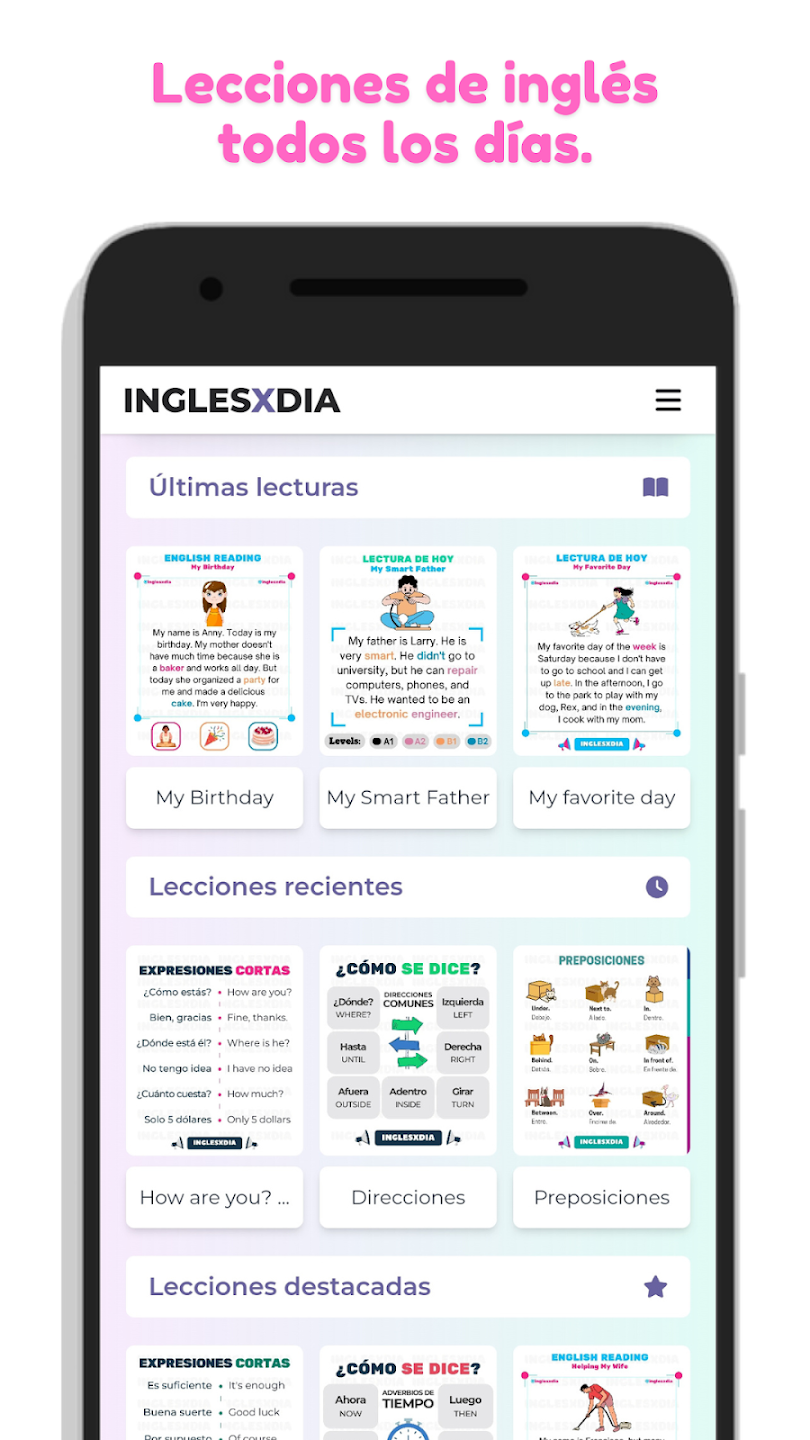 Lecciones de inglés
todos los días.
INGLESXDIA
Últimas lecturas
ENGLISH READING
My Birthday
@inglesxdia
@inglesxdia
My name is Anny. Today is my
birthday. My mother doesn't
have much time because she is
a baker and works all day. But
today she organized a party for
me and made a delicious
cake. I'm very happy.
LECTURA DE HOY
My Smart Father
My father is Larry. He is
very smart. He didn't go to
university, but he can repair
computers, phones, and
TVs. He wanted to be an
electronic engineer.
Levels: A1 A2 B1 B2
LECTURA DE HOY
My Favorite Day
@inglesxdia
@inglesxdia
My favorite day of the week is
Saturday because I don't have
to go to school and I can get
up late. In the afternoon, I go
to the park to play with my
dog, Rex, and in the evening,
I cook with my mom.
INGLESXDIA
My Birthday
My Smart Father
My favorite day
Lecciones recientes
EXPRESIONES CORTAS
¿Cómo estás? • How are you?
Bien, gracias • Fine, thanks.
¿Dónde está él? • Where is he?
No tengo idea • I have no idea
¿Cuánto cuesta? • How much?
Solo 5 dólares • Only 5 dollars
INGLESXDIA
¿CÓMO SE DICE?
¿Dónde?
WHERE?
DIRECCIONES
COMUNES
Izquierda
LEFT
Hasta
UNTIL
Derecha
RIGHT
Afuera
OUTSIDE
Adentro
INSIDE
Girar
TURN
INGLESXDIA
PREPOSICIONES
Under.
Debajo.
Next to.
A lado.
In.
Dentro.
Behind.
Detrás.
On.
Sobre.
In front of.
En frente de.
Between.
Entre.
Over.
Encima de.
Around.
Alrededor.
INGLESXDIA
How are you? ...
Direcciones
Preposiciones
Lecciones destacadas
EXPRESIONES CORTAS
Es suficiente • It's enough
Buena suerte • Good luck
Por supuesto • Of course
¿CÓMO SE DICE?
Ahora
NOW
ADVERBIOS DE
TIEMPO
Luego
THEN
ENGLISH READING
Helping My Wife
@inglesxdia
@inglesxdia